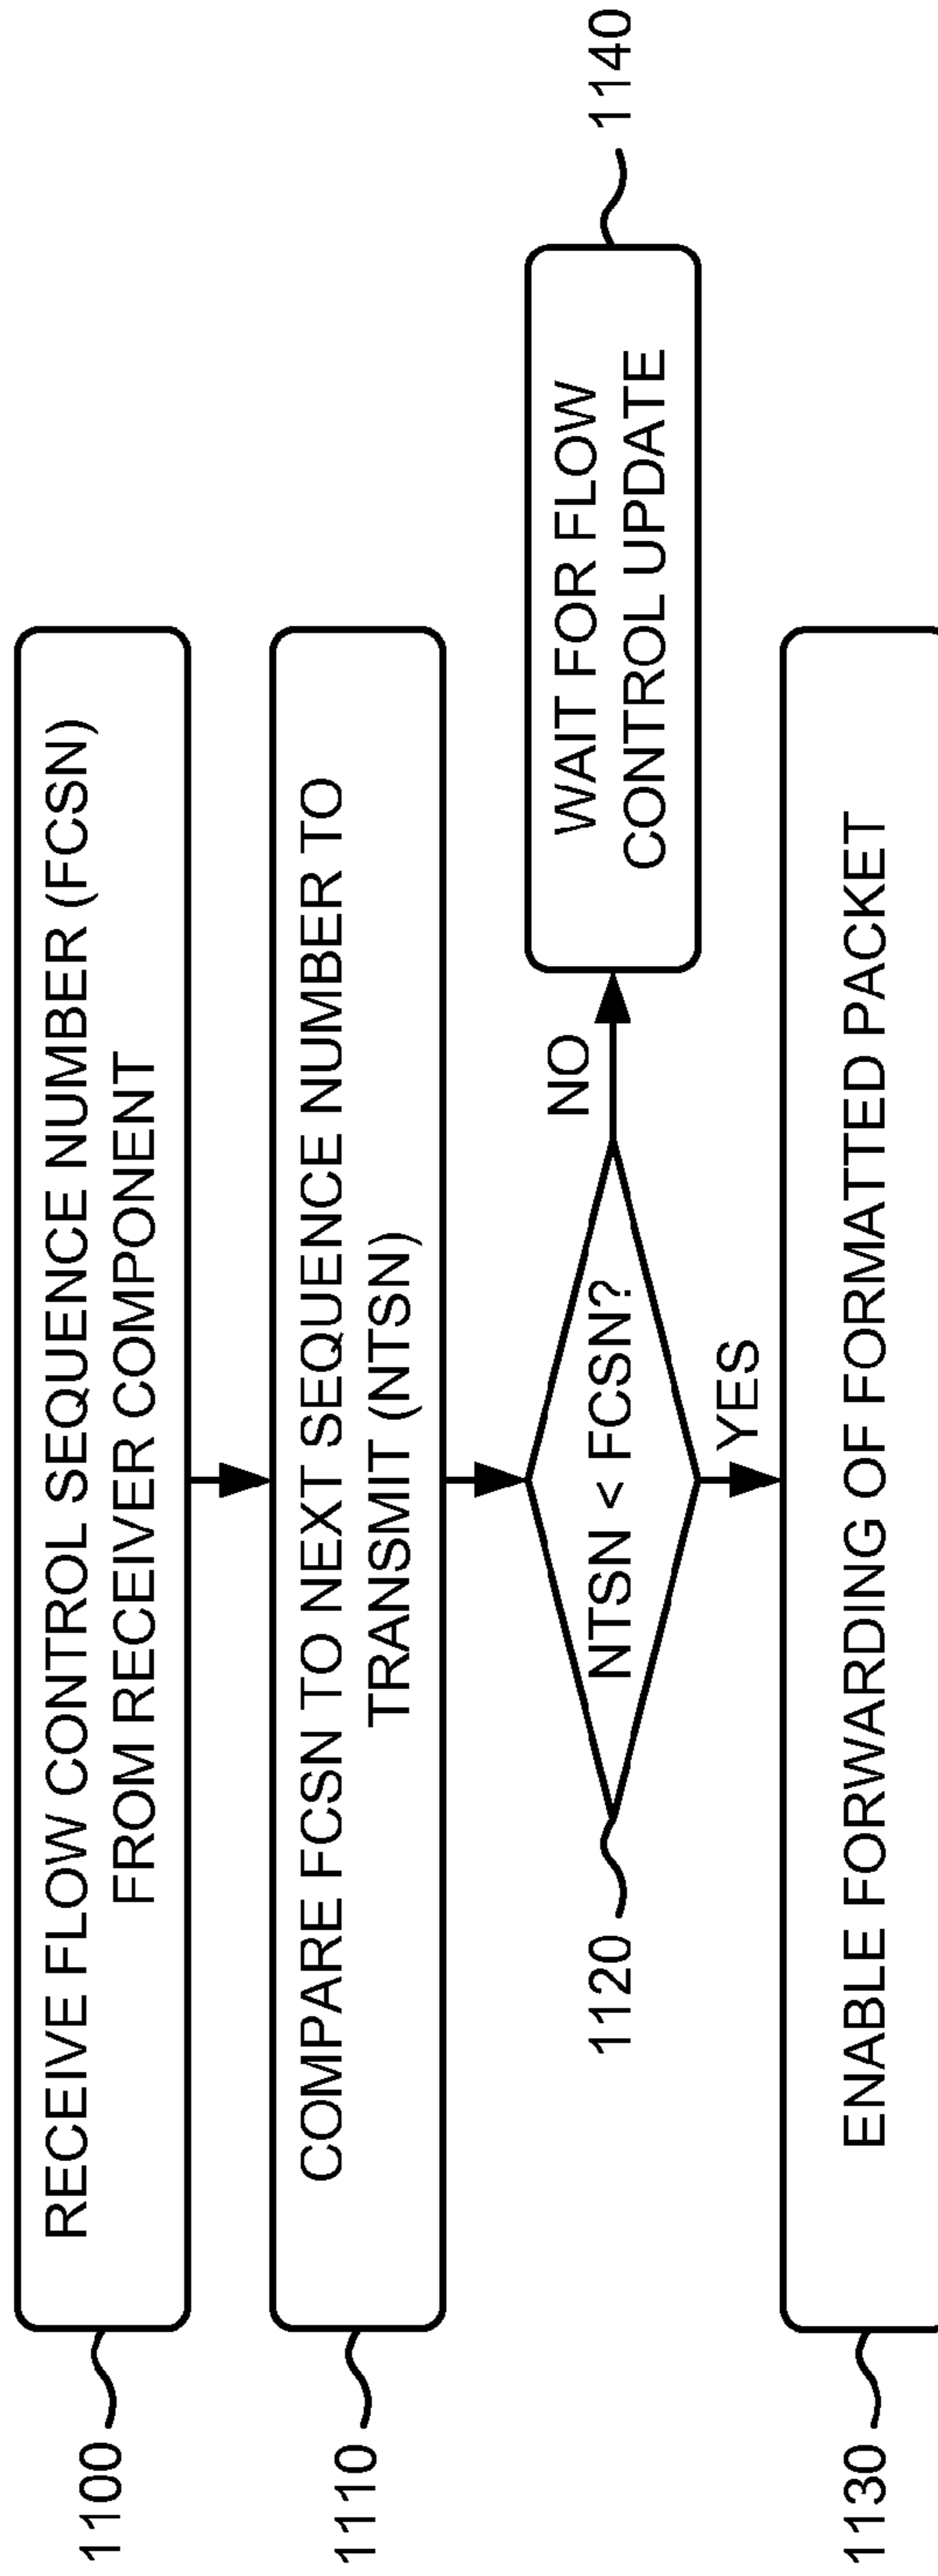 1100
RECEIVE FLOW CONTROL SEQUENCE NUMBER (FCSN)
FROM RECEIVER COMPONENT
1110
COMPARE FCSN TO NEXT SEQUENCE NUMBER TO
TRANSMIT (NTSN)
1120
NTSN < FCSN?
NO
WAIT FOR FLOW
CONTROL UPDATE
1140
YES
1130
ENABLE FORWARDING OF FORMATTED PACKET